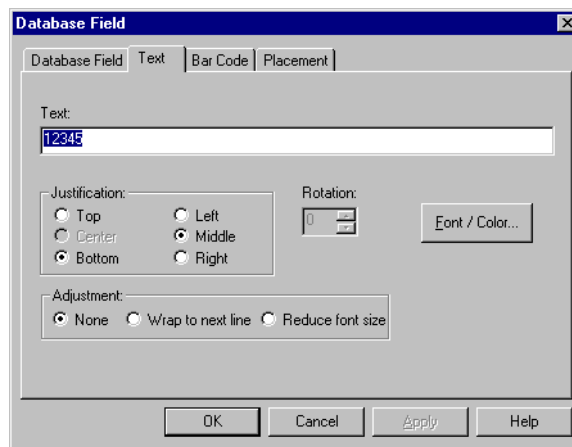 Database Field
Database Field Text Bar Code Placement
Text:
12345
Justification:
Top Left
Center Middle
Bottom Right
Rotation:
0
Font / Color...
Adjustment:
None Wrap to next line Reduce font size
OK Cancel Apply Help